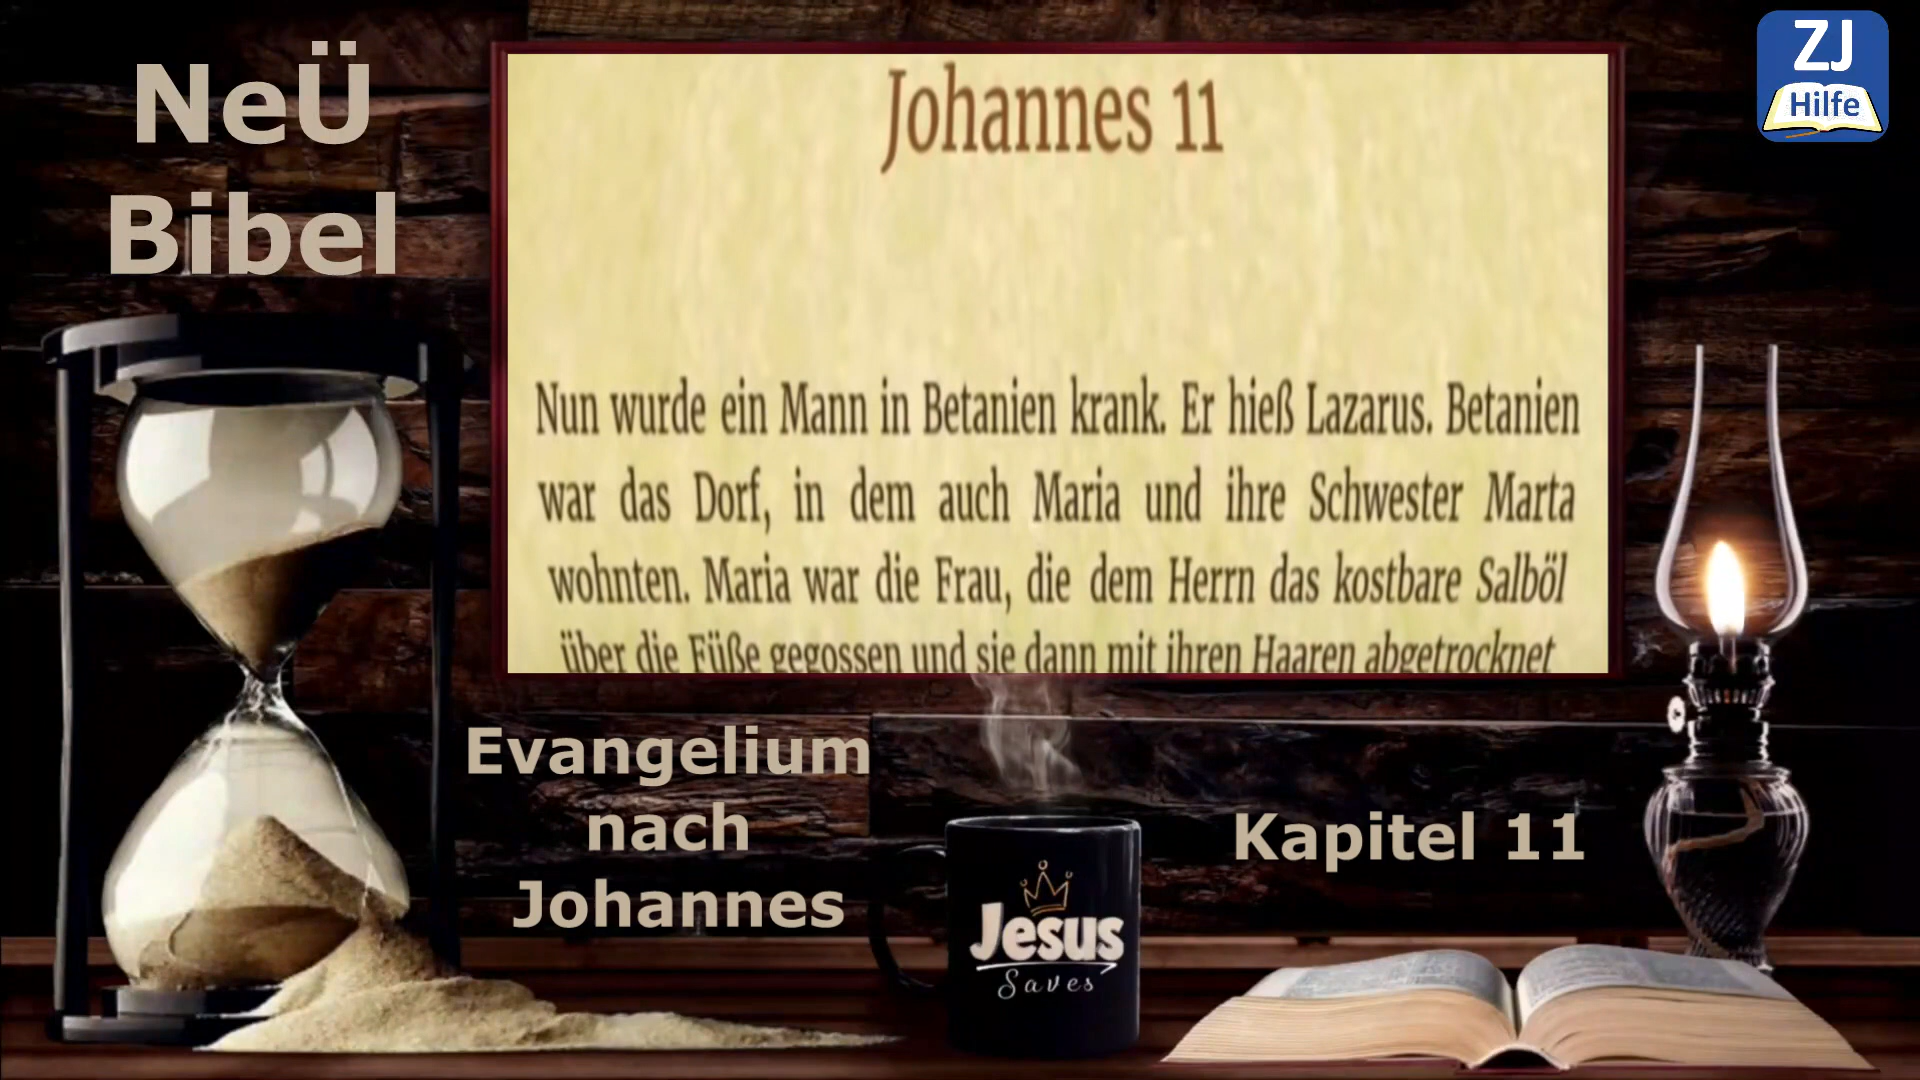 NeÜ
Bibel
ZJ
Hilfe
Johannes 11
Nun wurde ein Mann in Betanien krank. Er hieß Lazarus. Betanien
war das Dorf, in dem auch Maria und ihre Schwester Marta
wohnten. Maria war die Frau, die dem Herrn das kostbare Salböl
über die Füße gegossen und sie dann mit ihren Haaren abgetrocknet
Evangelium
nach
Johannes
Kapitel 11
Jesus
Saves